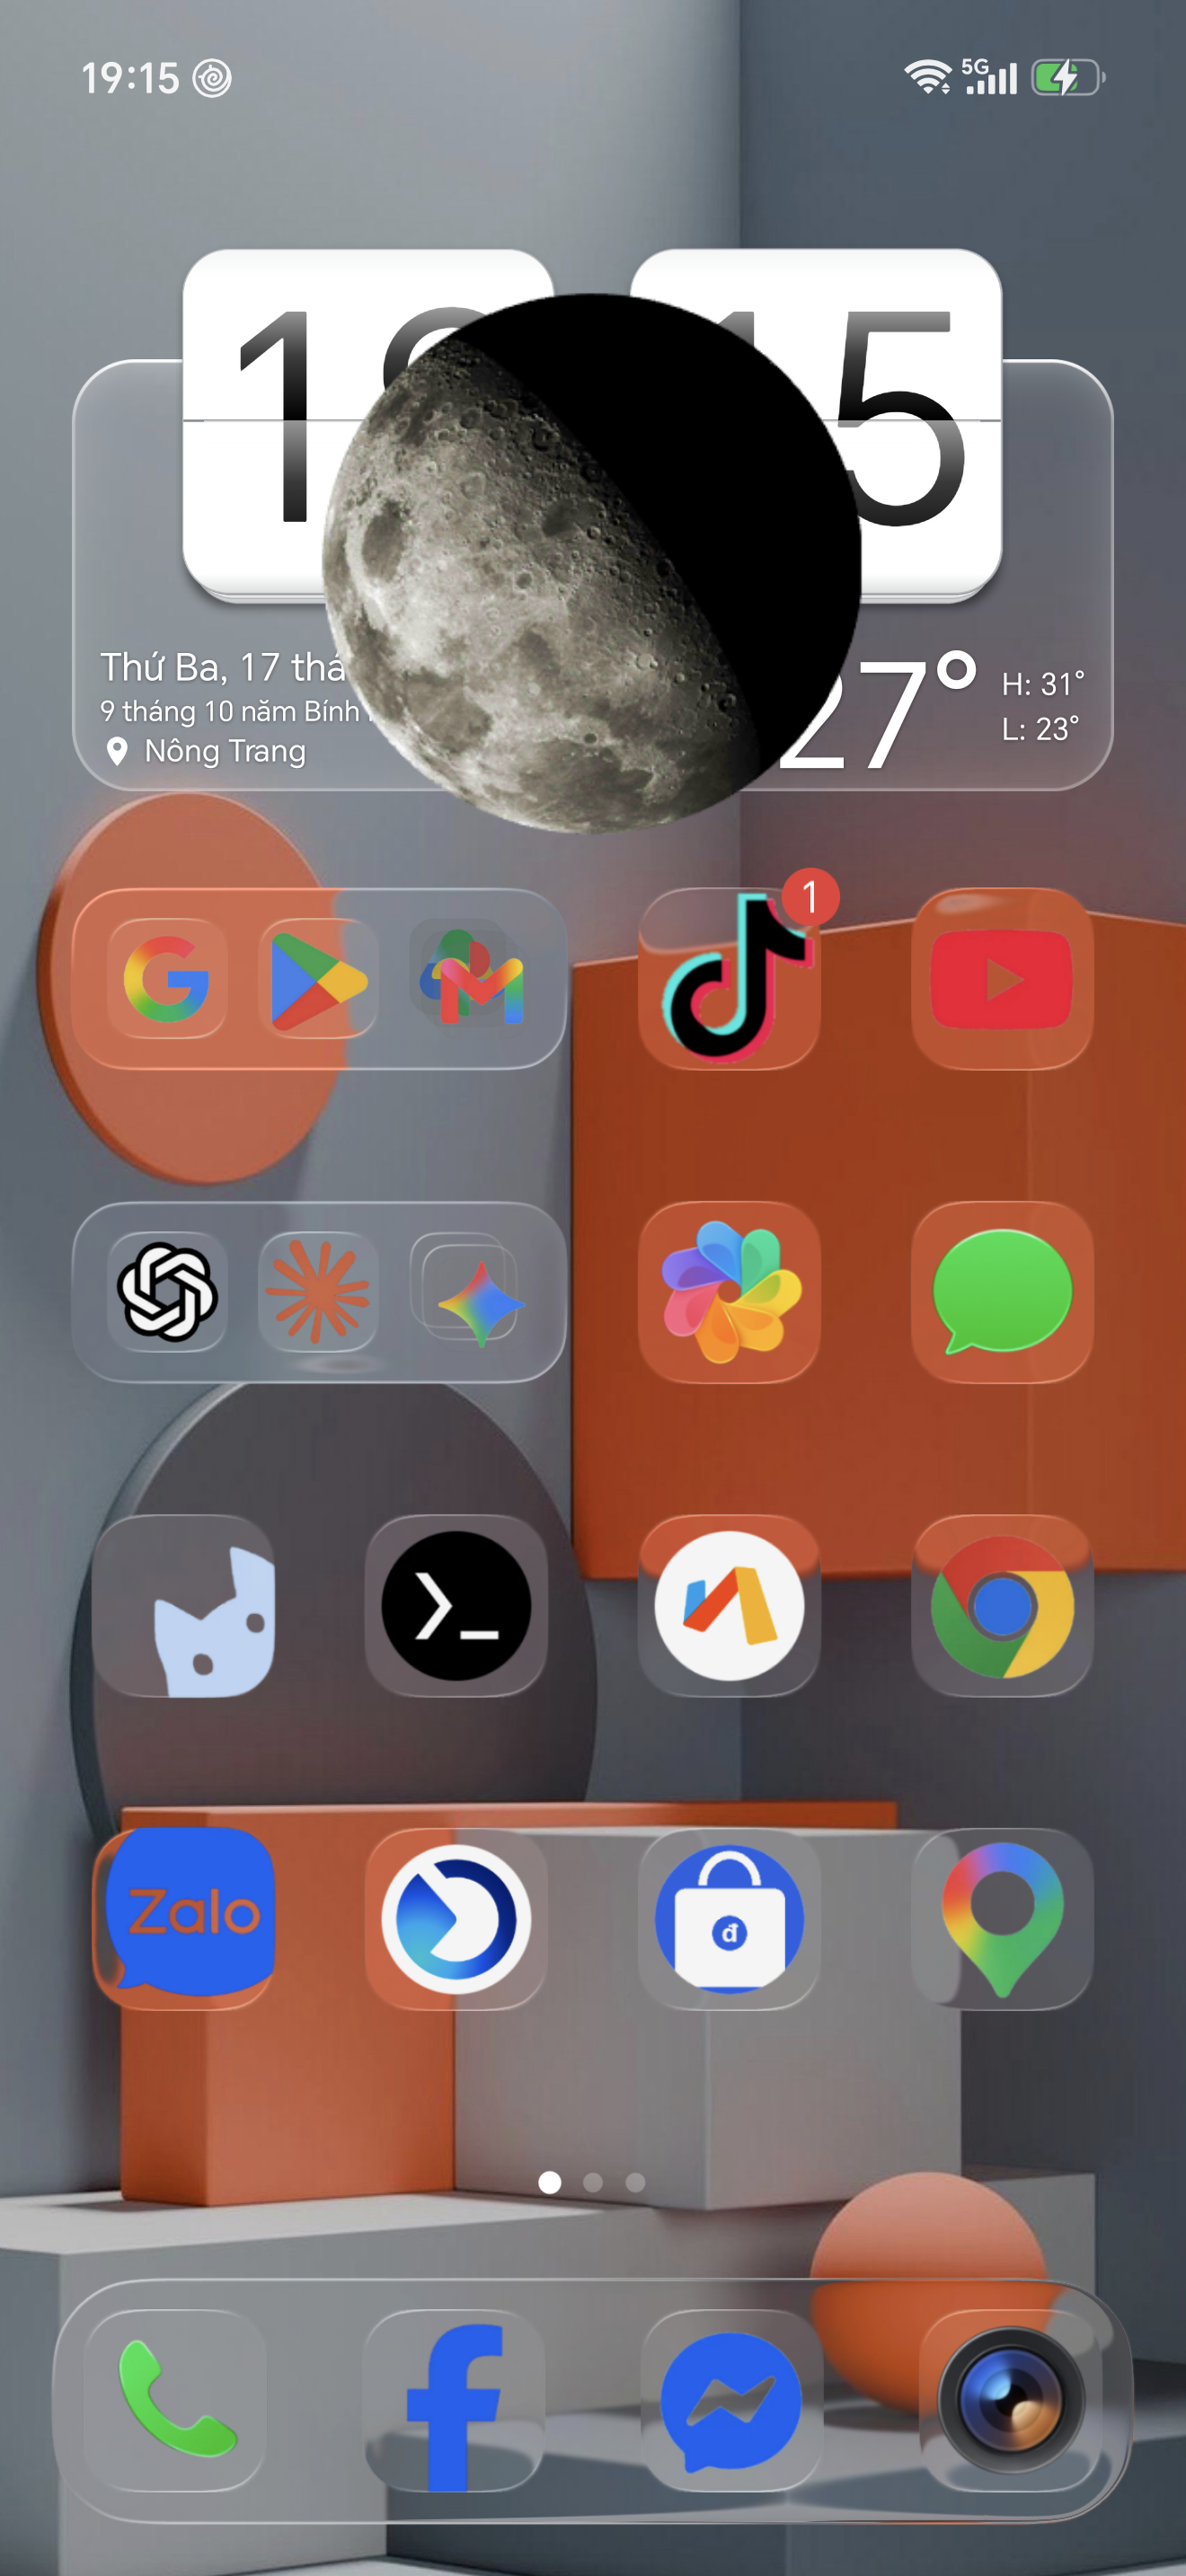 19:15
5G
15
Thứ Ba, 17 thá
9 tháng 10 năm Bính
Nông Trang
27°
H: 31°
L: 23°
1
Zalo
đ